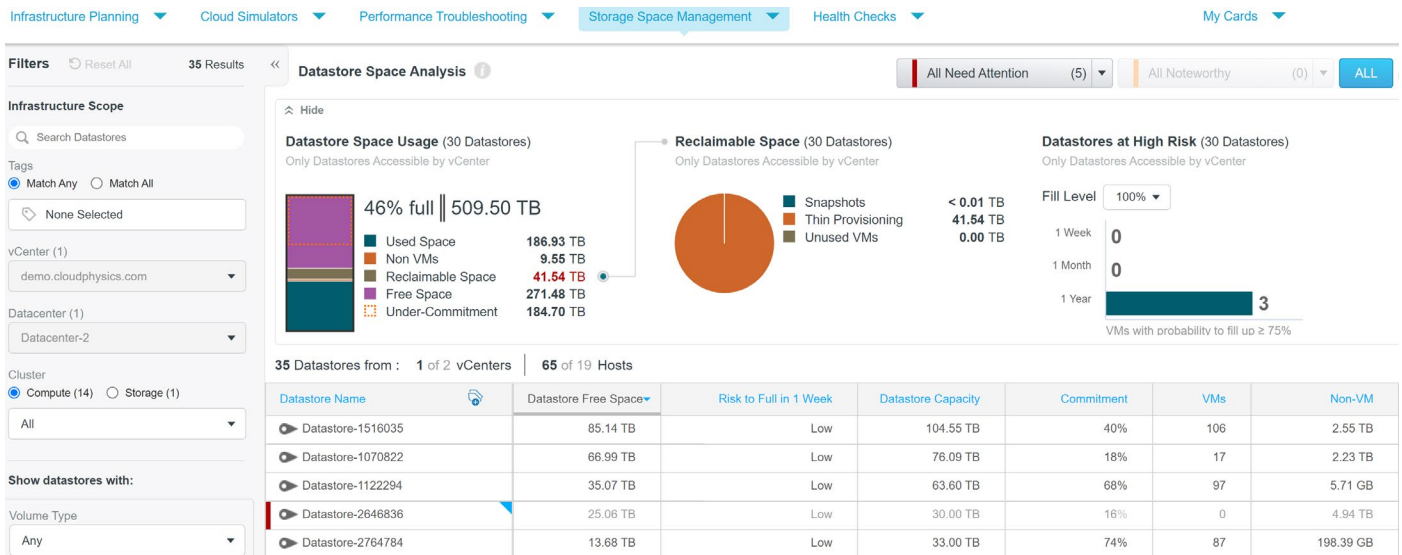 Infrastructure Planning Cloud Simulators Performance Troubleshooting Storage Space Management Health Checks My Cards
Filters Reset All 35 Results
Infrastructure Scope
Search Datastores
Tags
Match Any Match All
None Selected
vCenter (1)
demo.cloudphysics.com
Datacenter (1)
Datacenter-2
Cluster
Compute (14) Storage (1)
All
Show datastores with:
Volume Type
Any
Datastore Space Analysis
All Need Attention (5) All Noteworthy (0) ALL
Hide
Datastore Space Usage (30 Datastores)
Only Datastores Accessible by vCenter
46% full 509.50 TB
Used Space 186.93 TB
Non VMs 9.55 TB
Reclaimable Space 41.54 TB
Free Space 271.48 TB
Under-Commitment 184.70 TB
Reclaimable Space (30 Datastores)
Only Datastores Accessible by vCenter
Snapshots < 0.01 TB
Thin Provisioning 41.54 TB
Unused VMs 0.00 TB
Datastores at High Risk (30 Datastores)
Only Datastores Accessible by vCenter
Fill Level 100%
1 Week 0
1 Month 0
1 Year 3
VMs with probability to fill up ≥ 75%
35 Datastores from : 1 of 2 vCenters 65 of 19 Hosts
Datastore Name Datastore Free Space Risk to Full in 1 Week Datastore Capacity Commitment VMs Non-VM
Datastore-1516035 85.14 TB Low 104.55 TB 40% 106 2.55 TB
Datastore-1070822 66.99 TB Low 76.09 TB 18% 17 2.23 TB
Datastore-1122294 35.07 TB Low 63.60 TB 68% 97 5.71 GB
Datastore-2646836 25.06 TB Low 30.00 TB 16% 0 4.94 TB
Datastore-2764784 13.68 TB Low 33.00 TB 74% 87 198.39 GB